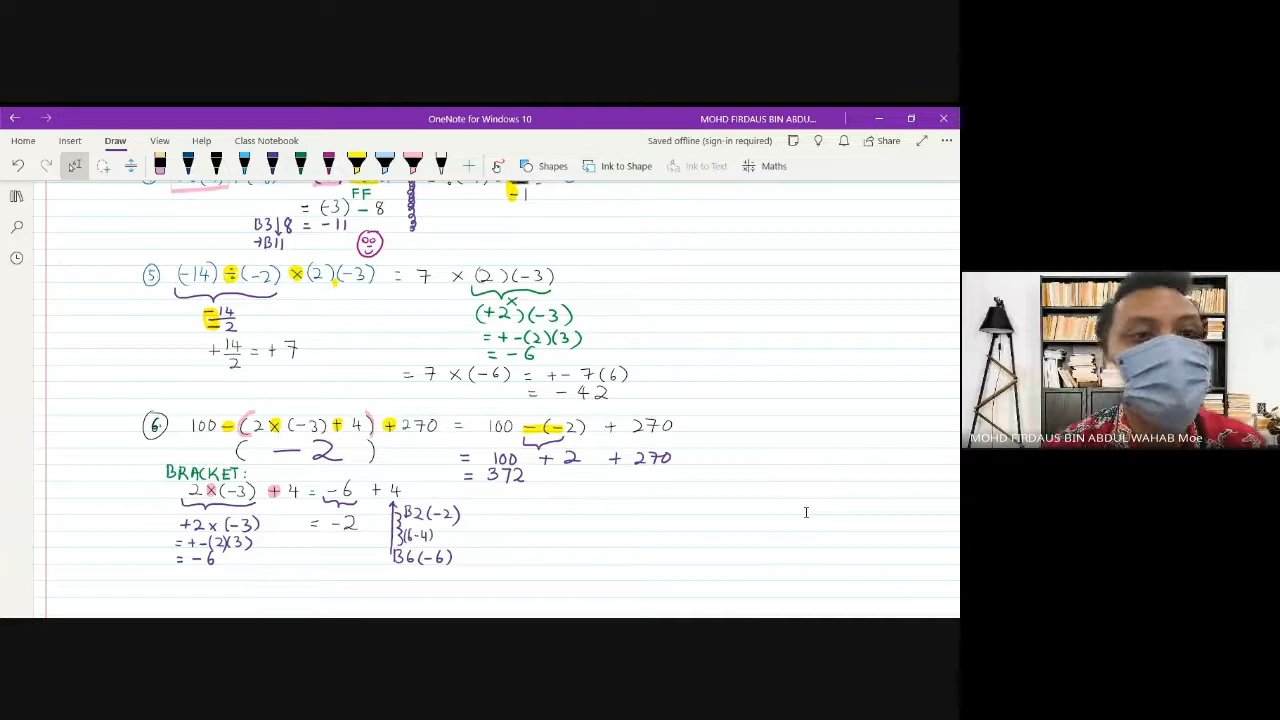 OneNote for Windows 10
MOHD FIRDAUS BIN ABDU...
Home Insert Draw View Help Class Notebook
Saved offline (sign-in required) Share
Shapes Ink to Shape Ink to Text Maths
FF
= (-3) - 8
- 1
B3↓8 = -11
→B11
⑤ (-14) ÷ (-2) × (2)(-3) = 7 × (2)(-3)
-14/-2
×
(+2)(-3)
= +-(2)(3)
= -6
+14/2 = +7
= 7 × (-6) = +- 7(6)
= - 42
⑥ 100 - (2 × (-3) + 4) + 270 = 100 - (-2) + 270
( -2 )
= 100 + 2 + 270
= 372
BRACKET:
2 × (-3) + 4 = -6 + 4
+2 × (-3) = -2
= +-(2)(3)
= -6
B2(-2)
(6-4)
B6(-6)
MOHD FIRDAUS BIN ABDUL WAHAB Moe